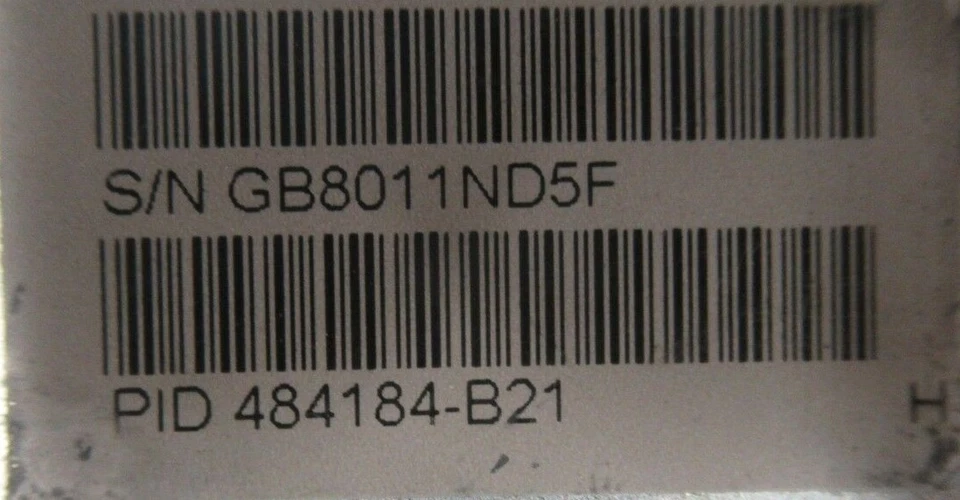 S/N GB8011ND5F
PID 484184-B21
H